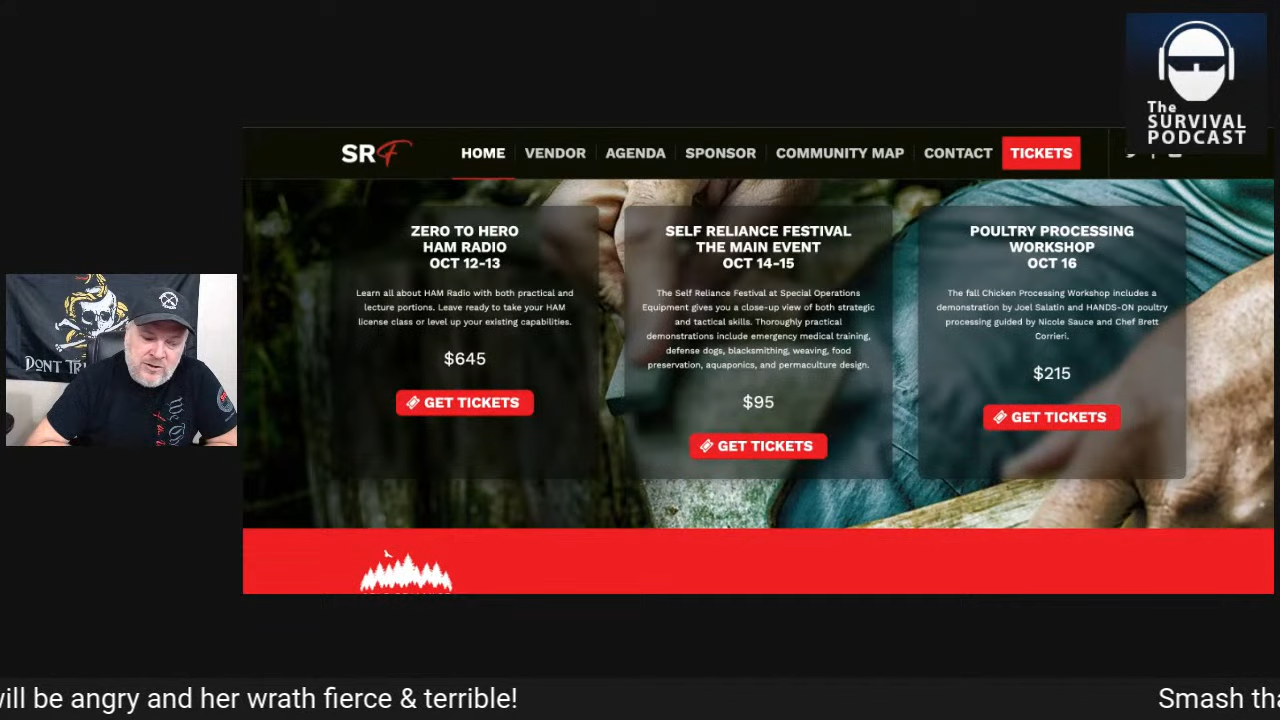 The
SURVIVAL
PODCAST
SRF
HOME
VENDOR
AGENDA
SPONSOR
COMMUNITY MAP
CONTACT
TICKETS
ZERO TO HERO
HAM RADIO
OCT 12-13
Learn all about HAM Radio with both practical and
lecture portions. Leave ready to take your HAM
license class or level up your existing capabilities.
$645
GET TICKETS
SELF RELIANCE FESTIVAL
THE MAIN EVENT
OCT 14-15
The Self Reliance Festival at Special Operations
Equipment gives you a close-up view of both strategic
and tactical skills. Thoroughly practical
demonstrations include emergency medical training,
defense dogs, blacksmithing, weaving, food
preservation, aquaponics, and permaculture design.
$95
GET TICKETS
POULTRY PROCESSING
WORKSHOP
OCT 16
The fall Chicken Processing Workshop includes a
demonstration by Joel Salatin and HANDS-ON poultry
processing guided by Nicole Sauce and Chef Brett
Corrieri.
$215
GET TICKETS
DONT TR
will be angry and her wrath fierce & terrible!
Smash tha